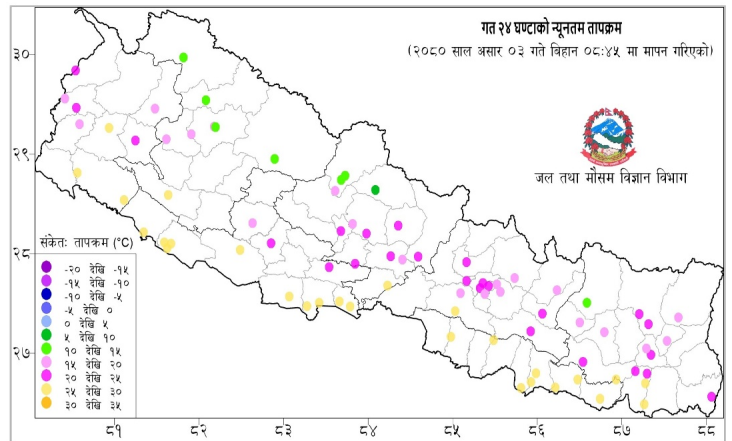 गत २४ घण्टाको न्यूनतम तापक्रम
(२०८० साल असार ०३ गते विहान ०८:४५ मा मापन गरिएको)
जल तथा मौसम विज्ञान विभाग
३०
२९
२८
२७
संकेतः तापक्रम (°C)
-२० देखि -१५
-१५ देखि -१०
-१० देखि -५
-५ देखि ०
० देखि ५
५ देखि १०
१० देखि १५
१५ देखि २०
२० देखि २५
२५ देखि ३०
३० देखि ३५
८१ ८२ ८३ ८४ ८५ ८६ ८७ ८८